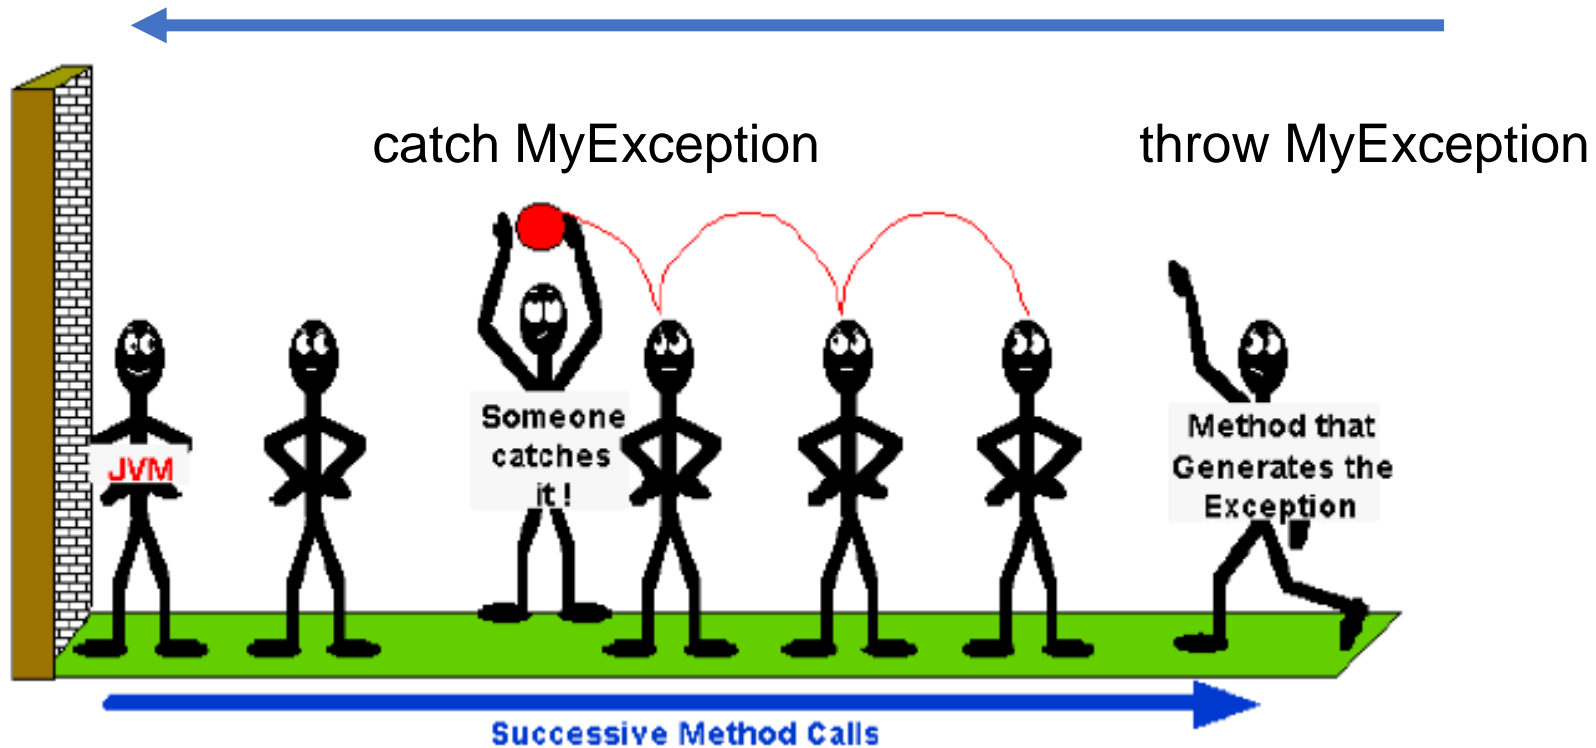 catch MyException
throw MyException
Someone
catches
it !
Method that
Generates the
Exception
JVM
Successive Method Calls